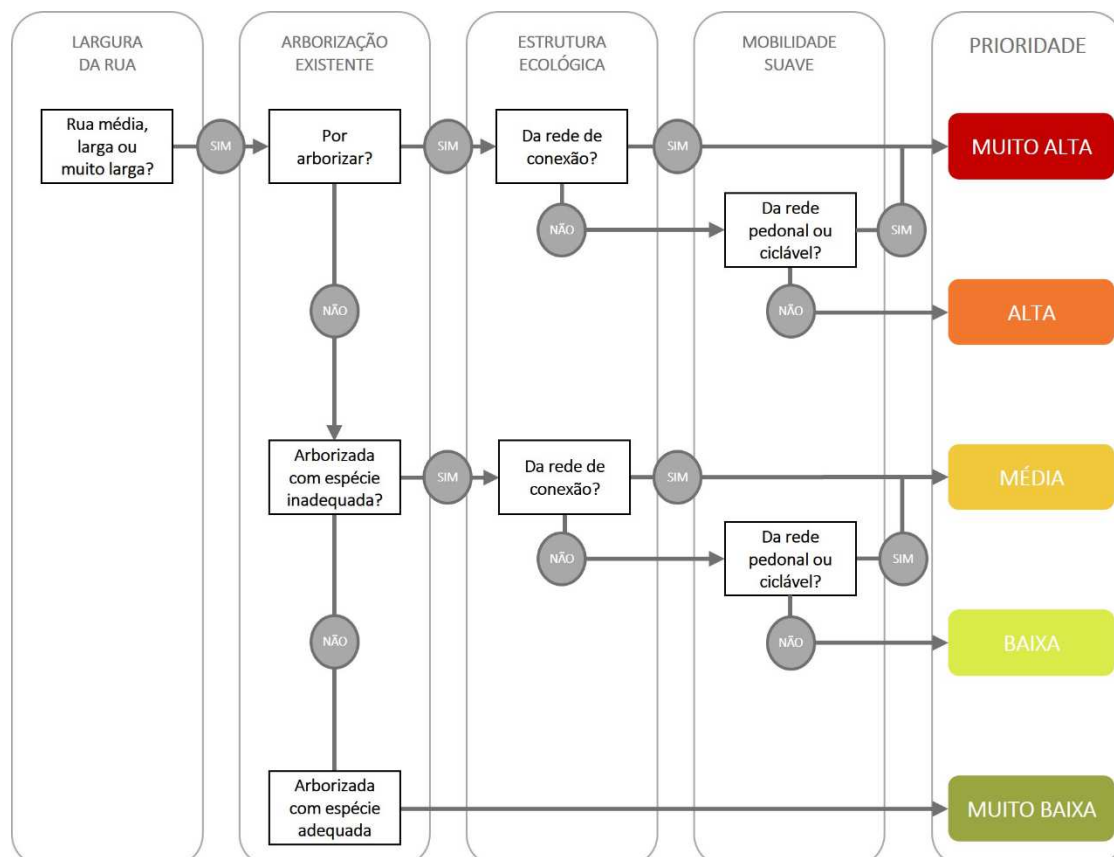 LARGURA
DA RUA
ARBORIZAÇÃO
EXISTENTE
ESTRUTURA
ECOLÓGICA
MOBILIDADE
SUAVE
PRIORIDADE
Rua média,
larga ou
muito larga?
SIM
Por
arborizar?
SIM
Da rede de
conexão?
SIM
MUITO ALTA
NÃO
Da rede
pedonal ou
ciclável?
SIM
NÃO
NÃO
ALTA
Arborizada
com espécie
inadequada?
SIM
Da rede de
conexão?
SIM
MÉDIA
NÃO
Da rede
pedonal ou
ciclável?
SIM
NÃO
NÃO
BAIXA
Arborizada
com espécie
adequada
MUITO BAIXA